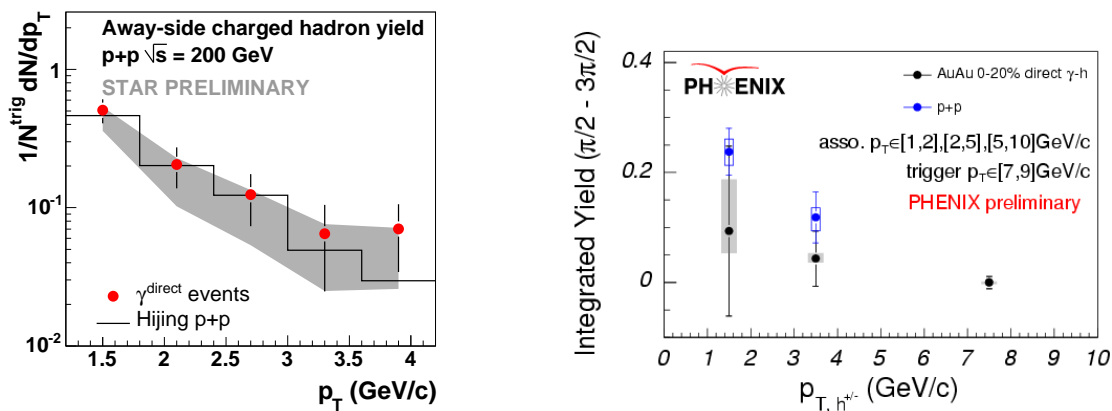 Away-side charged hadron yield
p+p √s = 200 GeV
STAR PRELIMINARY
1/N^trig dN/dp_T
1
10^-1
10^-2
γ^direct events
Hijing p+p
1.5 2 2.5 3 3.5 4
p_T (GeV/c)
Integrated Yield (π/2 - 3π/2)
0.4
0.2
0
PH ENIX
AuAu 0-20% direct γ-h
p+p
asso. p_T∈[1,2],[2,5],[5,10]GeV/c
trigger p_T∈[7,9]GeV/c
PHENIX preliminary
0 1 2 3 4 5 6 7 8 9 10
p_T, h^+/- (GeV/c)